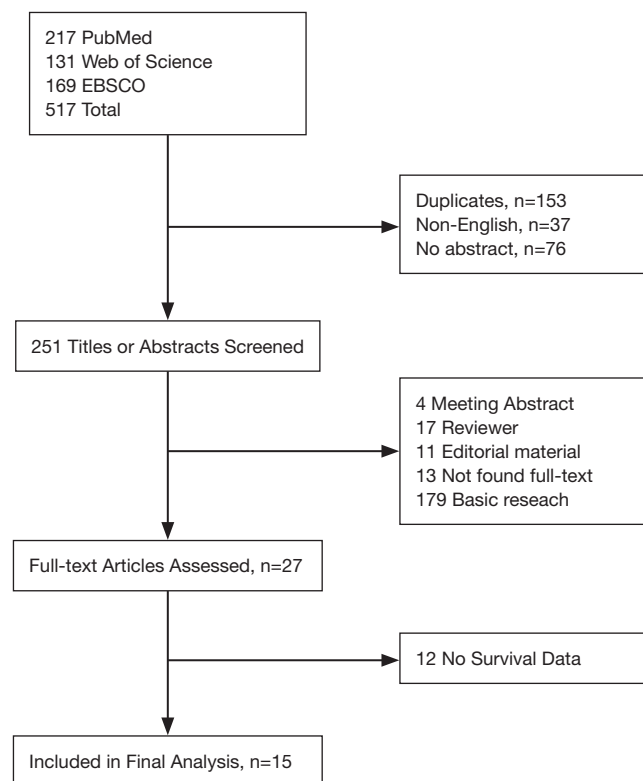 217 PubMed
131 Web of Science
169 EBSCO
517 Total
Duplicates, n=153
Non-English, n=37
No abstract, n=76
251 Titles or Abstracts Screened
4 Meeting Abstract
17 Reviewer
11 Editorial material
13 Not found full-text
179 Basic reseach
Full-text Articles Assessed, n=27
12 No Survival Data
Included in Final Analysis, n=15